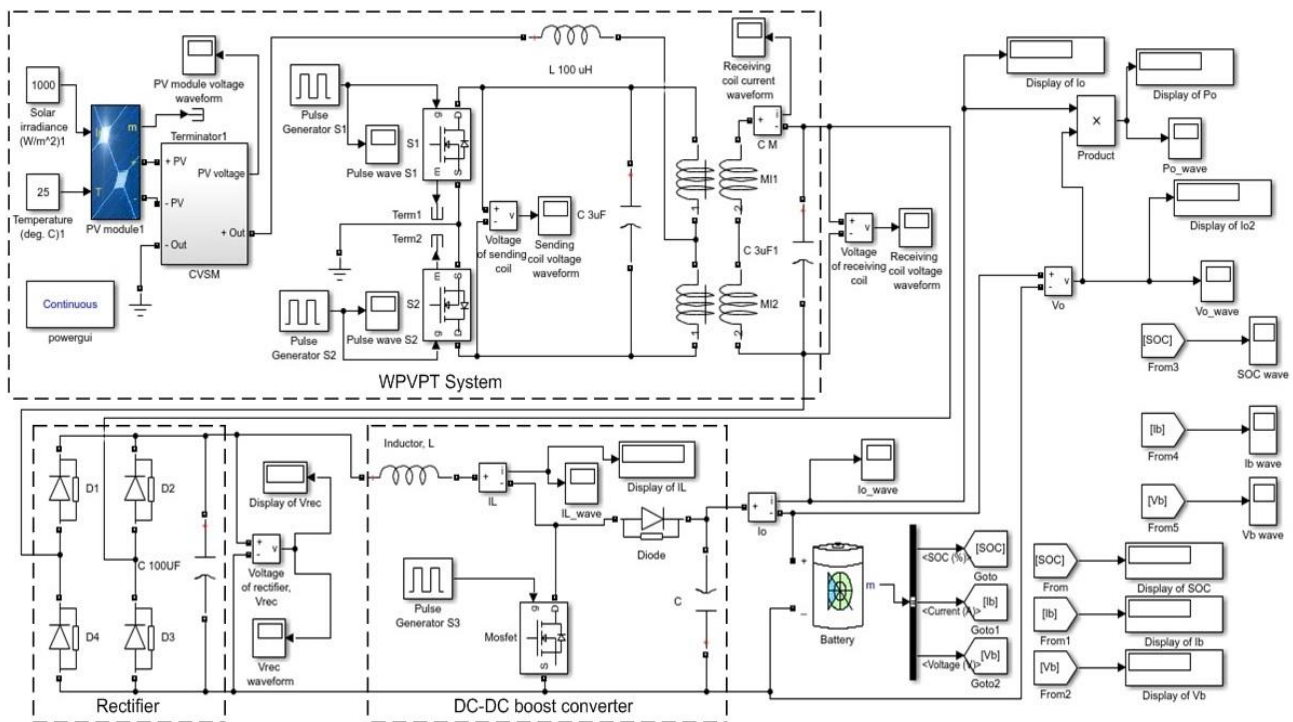 1000
Solar
irradiance
(W/m^2)1
25
Temperature
(deg. C)1
m
T
+
-
PV module1
PV module voltage
waveform
Terminator1
+ PV
PV voltage
- PV
+ Out
- Out
CVSM
Continuous
powergui
L 100 uH
Pulse
Generator S1
Pulse wave S1
g
D
S1
m
S
Term1
Term2
m
S
S2
g
D
Pulse
Generator S2
Pulse wave S2
+
-
v
Voltage
of sending
coil
Sending
coil voltage
waveform
C 3uF
1
2
MI1
2
1
2
MI2
1
Receiving
coil current
waveform
+
i
-
C M
C 3uF1
+
-
v
Voltage
of receiving
coil
Receiving
coil voltage
waveform
WPVPT System
Display of Io
×
Product
Display of Po
Po_wave
Display of Io2
+
-
v
Vo
Vo_wave
[SOC]
From3
SOC wave
[Ib]
From4
Ib wave
[Vb]
From5
Vb wave
D1
D2
D4
D3
C 100UF
Rectifier
Display of Vrec
+
-
v
Voltage
of rectifier,
Vrec
Vrec
waveform
Inductor, L
+
i
-
IL
IL_wave
Display of IL
Diode
Pulse
Generator S3
g
D
Mosfet
S
C
DC-DC boost converter
+
i
-
Io
Io_wave
+
_
m
Battery
<SOC (%)>
[SOC]
Goto
<Current (A)>
[Ib]
Goto1
<Voltage (V)>
[Vb]
Goto2
[SOC]
From
Display of SOC
[Ib]
From1
Display of Ib
[Vb]
From2
Display of Vb